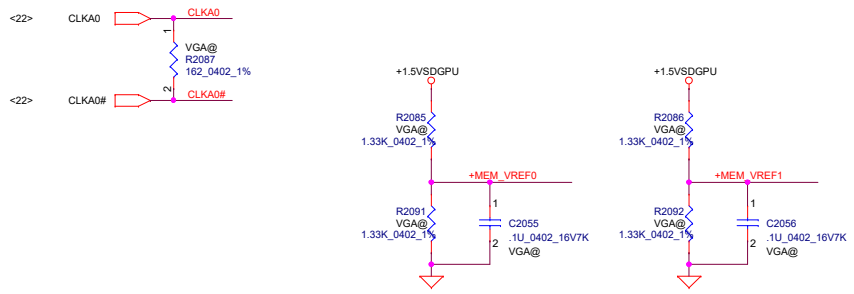 <22> CLKA0 CLKA0
1
VGA@
R2087
162_0402_1%
2
<22> CLKA0# CLKA0#
+1.5VSDGPU
R2085
VGA@
1.33K_0402_1%
+MEM_VREF0
R2091
VGA@
1.33K_0402_1%
1
C2055
.1U_0402_16V7K
2
VGA@
+1.5VSDGPU
R2086
VGA@
1.33K_0402_1%
+MEM_VREF1
R2092
VGA@
1.33K_0402_1%
1
C2056
.1U_0402_16V7K
2
VGA@